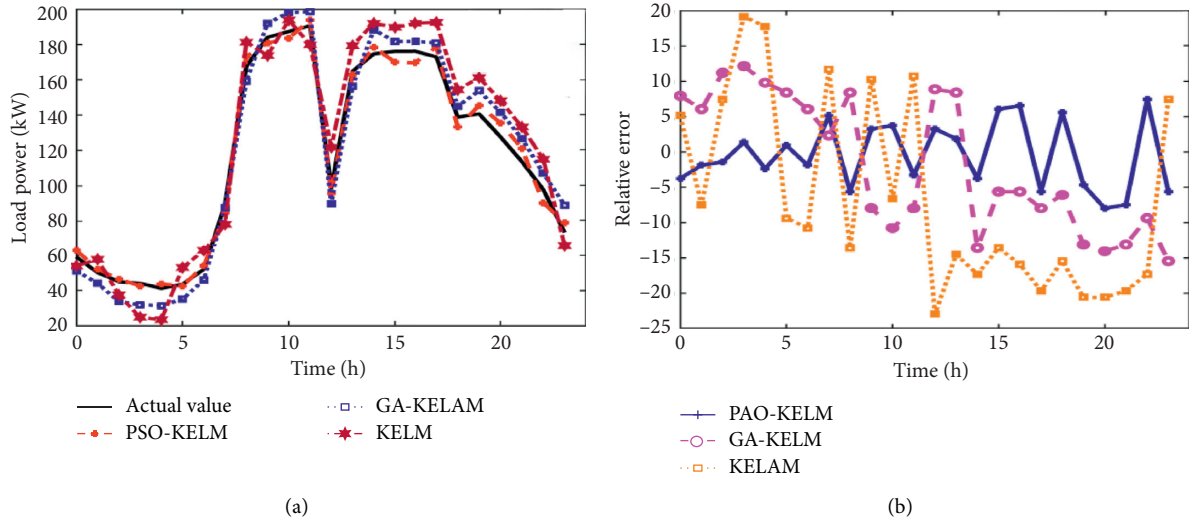 200
180
160
140
120
100
80
60
40
20
Load power (kW)
0 5 10 15 20
Time (h)
Actual value
PSO-KELM
GA-KELAM
KELM
(a)
20
15
10
5
0
–5
–10
–15
–20
–25
Relative error
0 5 10 15 20
Time (h)
PAO-KELM
GA-KELM
KELAM
(b)